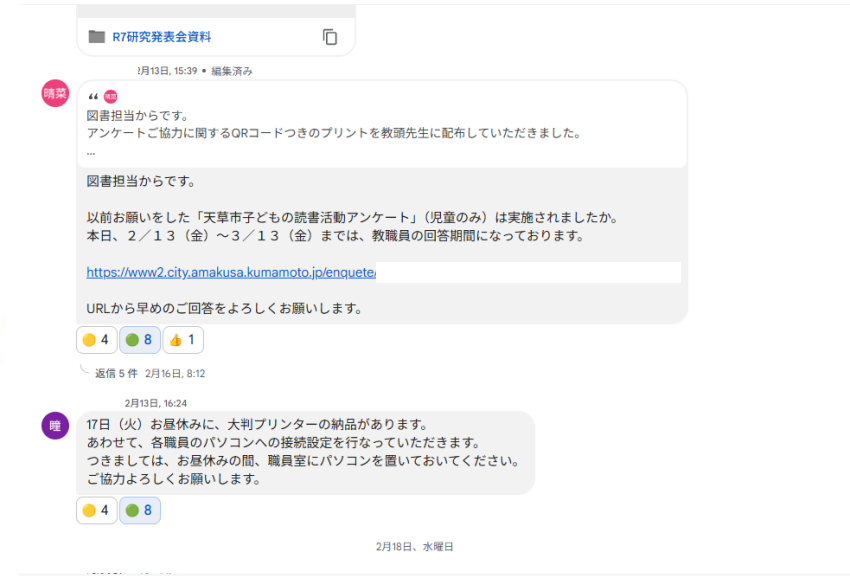 R7研究発表会資料
2月13日, 15:39 • 編集済み
晴菜
図書担当からです。
アンケートご協力に関するQRコードつきのプリントを教頭先生に配布していただきました。
...
図書担当からです。
以前お願いをした「天草市子どもの読書活動アンケート」（児童のみ）は実施されましたか。
本日、２／１３（金）～３／１３（金）までは、教職員の回答期間になっております。
https://www2.city.amakusa.kumamoto.jp/enquete/
URLから早めのご回答をよろしくお願いします。
4 8 1
返信 5 件 2月16日, 8:12
2月13日, 16:24
瞳
17日（火）お昼休みに、大判プリンターの納品があります。
あわせて、各職員のパソコンへの接続設定を行なっていただきます。
つきましては、お昼休みの間、職員室にパソコンを置いておいてください。
ご協力よろしくお願いします。
4 8
2月18日、水曜日